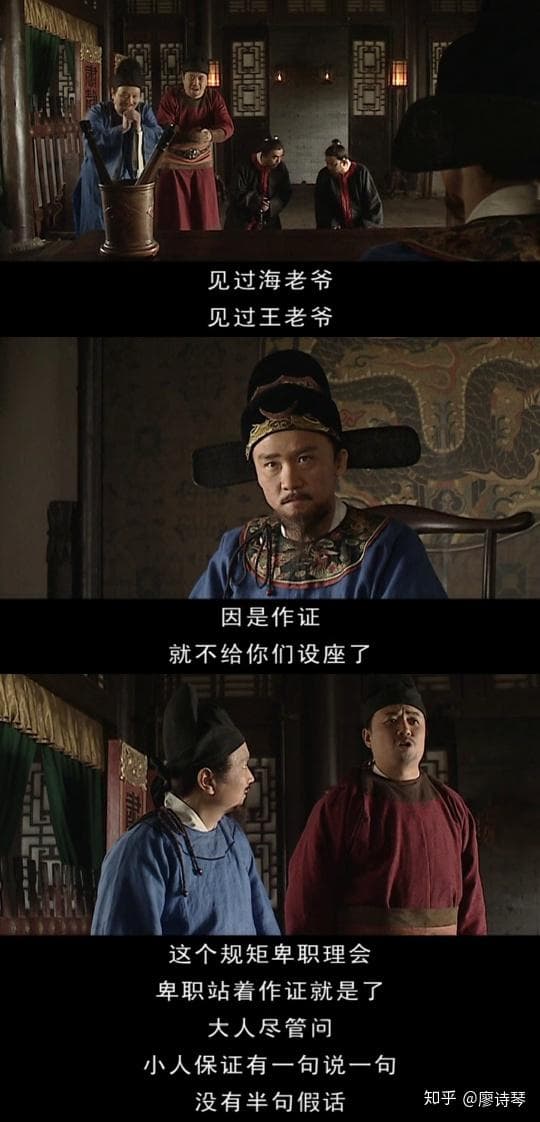 见过海老爷
见过王老爷
因是作证
就不给你们设座了
这个规矩卑职理会
卑职站着作证就是了
大人尽管问
小人保证有一句说一句
没有半句假话
知乎 @廖诗琴